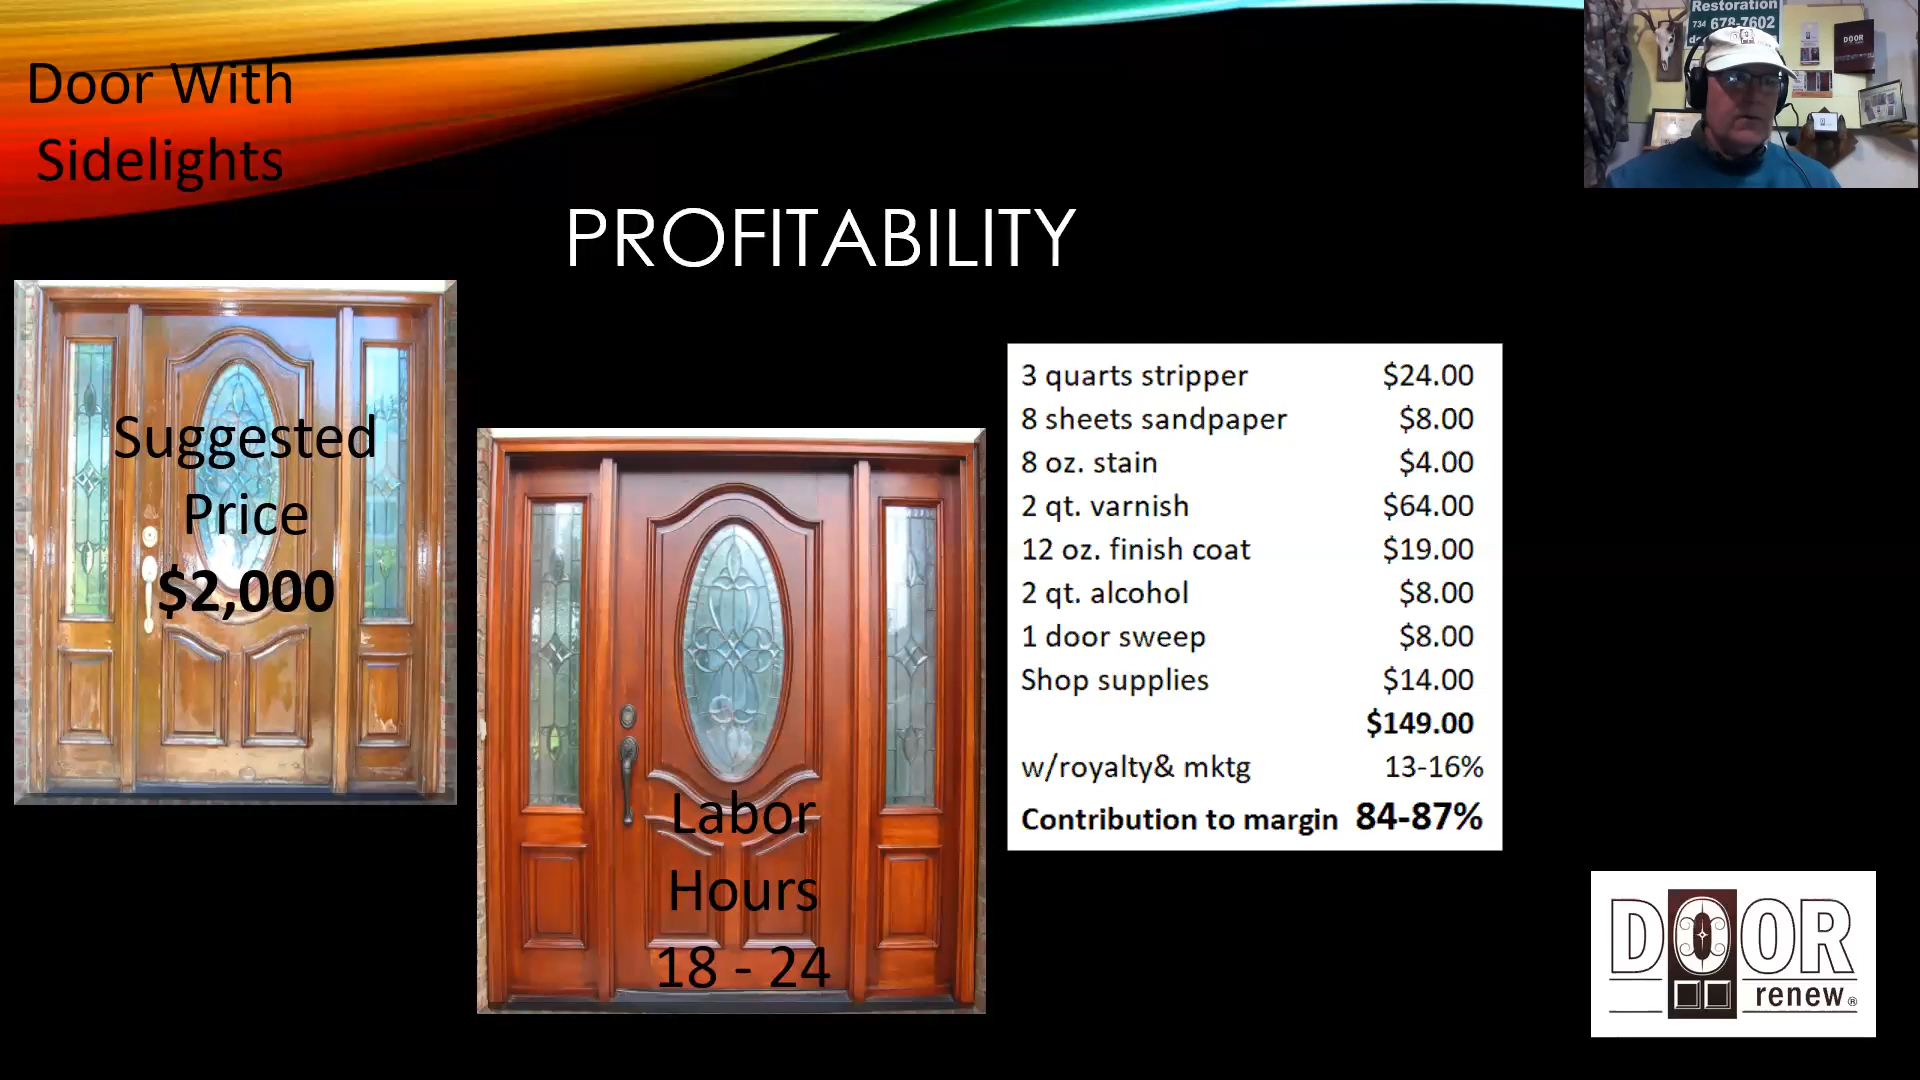 Door With
Sidelights
Restoration
734 678-7602
DOOR
PROFITABILITY
Suggested
Price
$2,000
Labor
Hours
18 - 24
3 quarts stripper $24.00
8 sheets sandpaper $8.00
8 oz. stain $4.00
2 qt. varnish $64.00
12 oz. finish coat $19.00
2 qt. alcohol $8.00
1 door sweep $8.00
Shop supplies $14.00
$149.00
w/royalty& mktg 13-16%
Contribution to margin 84-87%
DOOR
renew®